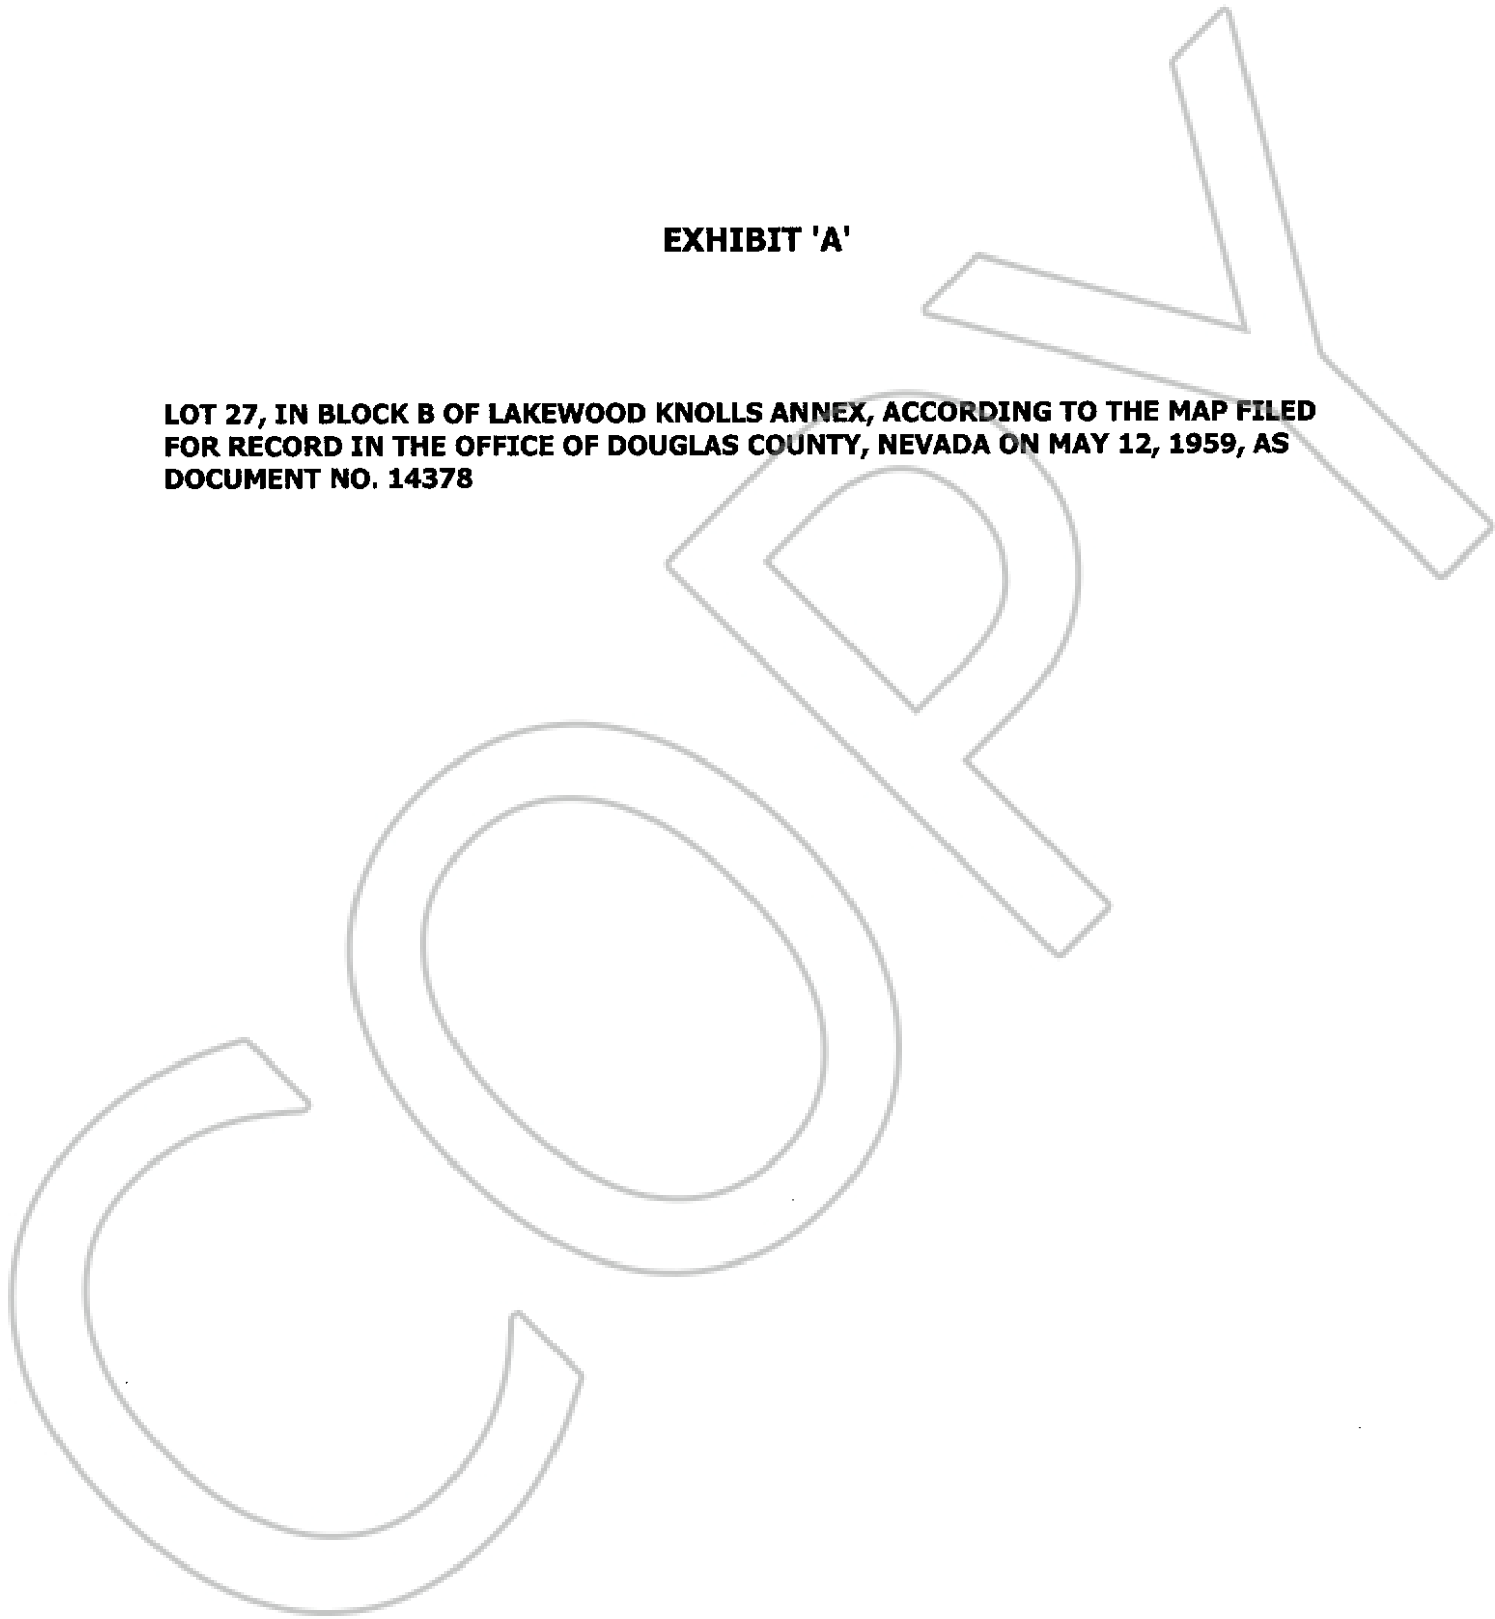 EXHIBIT 'A'
LOT 27, IN BLOCK B OF LAKEWOOD KNOLLS ANNEX, ACCORDING TO THE MAP FILED
FOR RECORD IN THE OFFICE OF DOUGLAS COUNTY, NEVADA ON MAY 12, 1959, AS
DOCUMENT NO. 14378
COPY